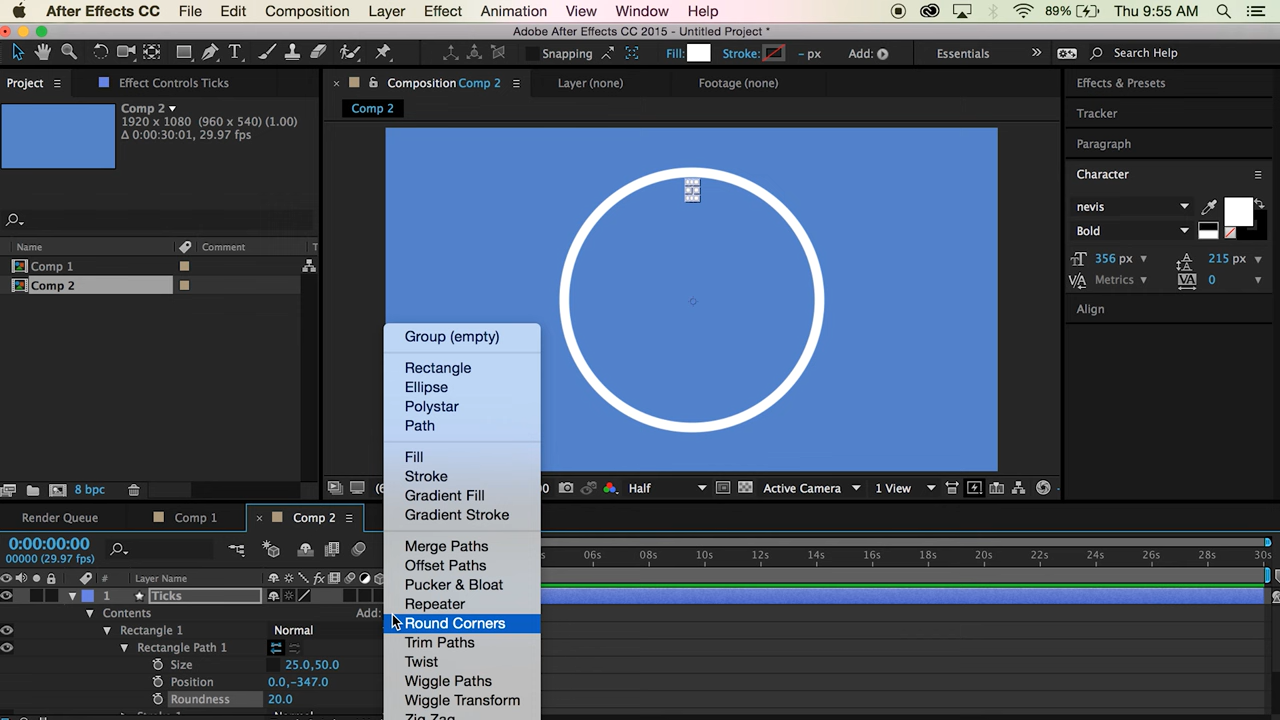 After Effects CC File Edit Composition Layer Effect Animation View Window Help 89% Thu 9:55 AM
Adobe After Effects CC 2015 - Untitled Project *
Snapping Fill: Stroke: - px Add: Essentials Search Help
Project Effect Controls Ticks Composition Comp 2 Layer (none) Footage (none) Effects & Presets
Comp 2
1920 x 1080 (960 x 540) (1.00)
Δ 0:00:30:01, 29.97 fps
Comp 2
Tracker
Paragraph
Character
nevis
Bold
356 px 215 px
Metrics 0
Align
Name Comment T
Comp 1
Comp 2
8 bpc
Half Active Camera 1 View
Group (empty)
Rectangle
Ellipse
Polystar
Path
Fill
Stroke
Gradient Fill
Gradient Stroke
Merge Paths
Offset Paths
Pucker & Bloat
Repeater
Round Corners
Trim Paths
Twist
Wiggle Paths
Wiggle Transform
Zig Zag
Render Queue Comp 1 Comp 2
0:00:00:00
00000 (29.97 fps)
06s 08s 10s 12s 14s 16s 18s 20s 22s 24s 26s 28s 30s
# Layer Name
1 Ticks
Contents Add:
Rectangle 1 Normal
Rectangle Path 1
Size 25.0,50.0
Position 0.0,-347.0
Roundness 20.0